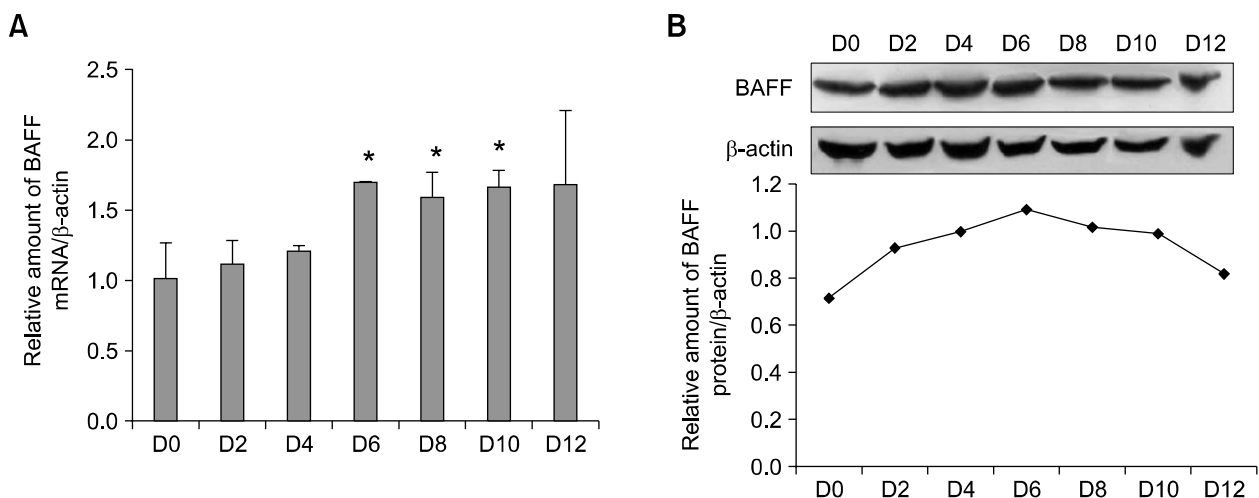 A
Relative amount of BAFF
mRNA/β-actin
2.5
2.0
1.5
1.0
0.5
0.0
*
*
*
D0 D2 D4 D6 D8 D10 D12
B
D0 D2 D4 D6 D8 D10 D12
BAFF
β-actin
Relative amount of BAFF
protein/β-actin
1.2
1.0
0.8
0.6
0.4
0.2
0.0
D0 D2 D4 D6 D8 D10 D12